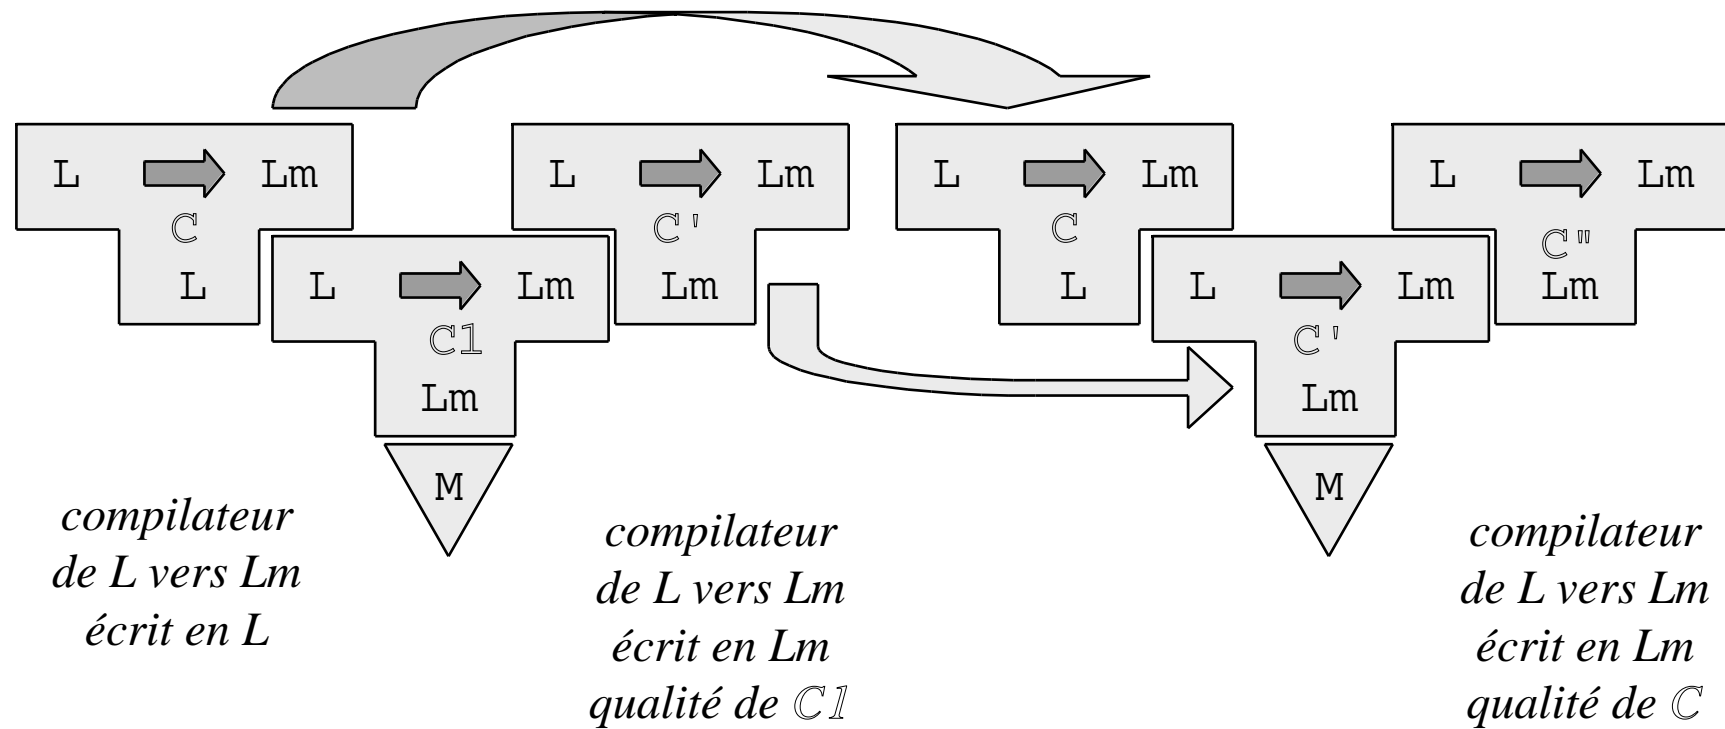 L Lm L Lm L Lm L Lm
C C' C C"
L L Lm Lm L L Lm Lm
C1 C'
Lm Lm
M M
compilateur
de L vers Lm
écrit en L
compilateur
de L vers Lm
écrit en Lm
qualité de C1
compilateur
de L vers Lm
écrit en Lm
qualité de C